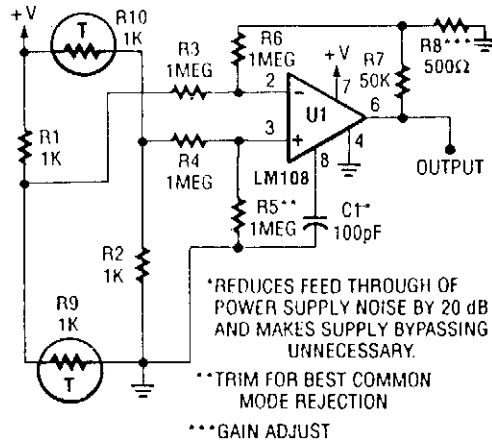 +V
R10
1K
T
R3
1MEG
R6
1MEG
R8***
500Ω
+V
R7
50K
2
-
U1
7
6
R1
1K
3
+
4
R4
1MEG
LM108
8
OUTPUT
R5**
1MEG
C1*
100pF
R2
1K
R9
1K
T
*REDUCES FEED THROUGH OF
POWER SUPPLY NOISE BY 20 dB
AND MAKES SUPPLY BYPASSING
UNNECESSARY.
**TRIM FOR BEST COMMON
MODE REJECTION
***GAIN ADJUST